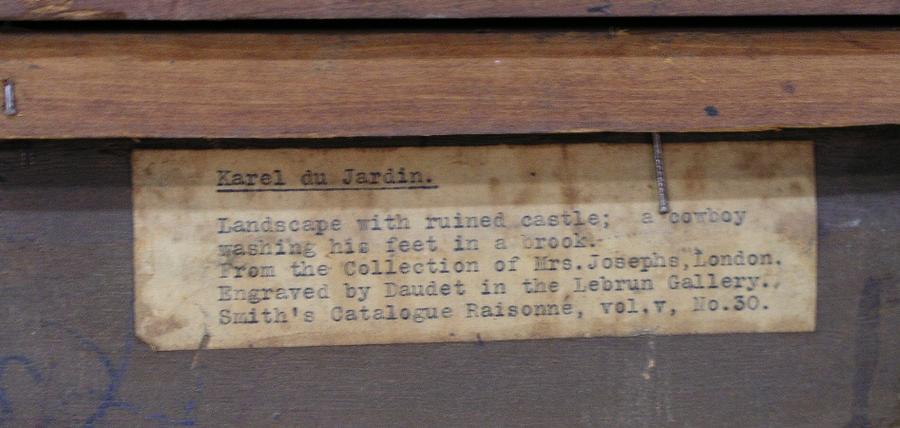 Karel du Jardin.
Landscape with ruined castle; a cowboy
washing his feet in a brook.
From the Collection of Mrs.Josephs,London.
Engraved by Daudet in the Lebrun Gallery.
Smith's Catalogue Raisonné, vol.v, No.30.